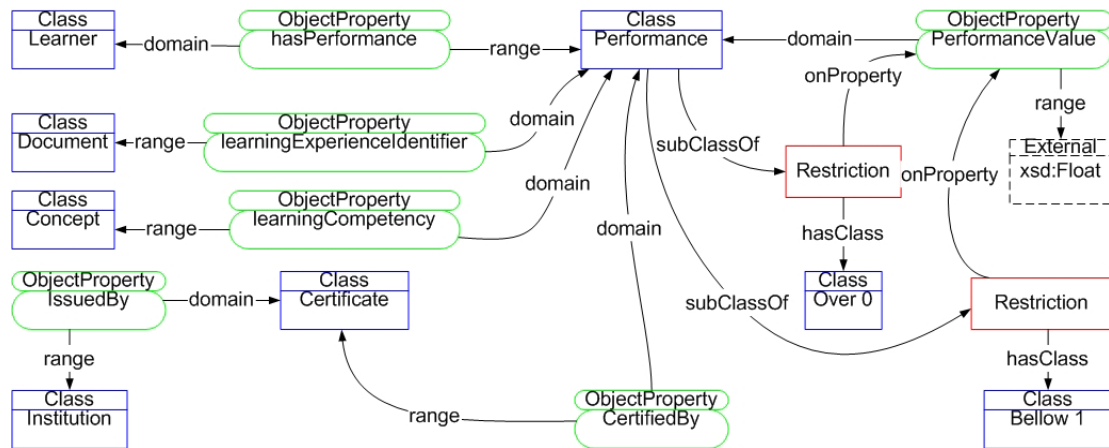 Class
Learner
domain
ObjectProperty
hasPerformance
range
Class
Performance
domain
ObjectProperty
PerformanceValue
onProperty
range
Class
Document
range
ObjectProperty
learningExperienceIdentifier
domain
subClassOf
Restriction
onProperty
External
xsd:Float
Class
Concept
range
ObjectProperty
learningCompetency
domain
domain
hasClass
ObjectProperty
IssuedBy
domain
Class
Certificate
subClassOf
Class
Over 0
Restriction
range
hasClass
Class
Institution
range
ObjectProperty
CertifiedBy
Class
Bellow 1